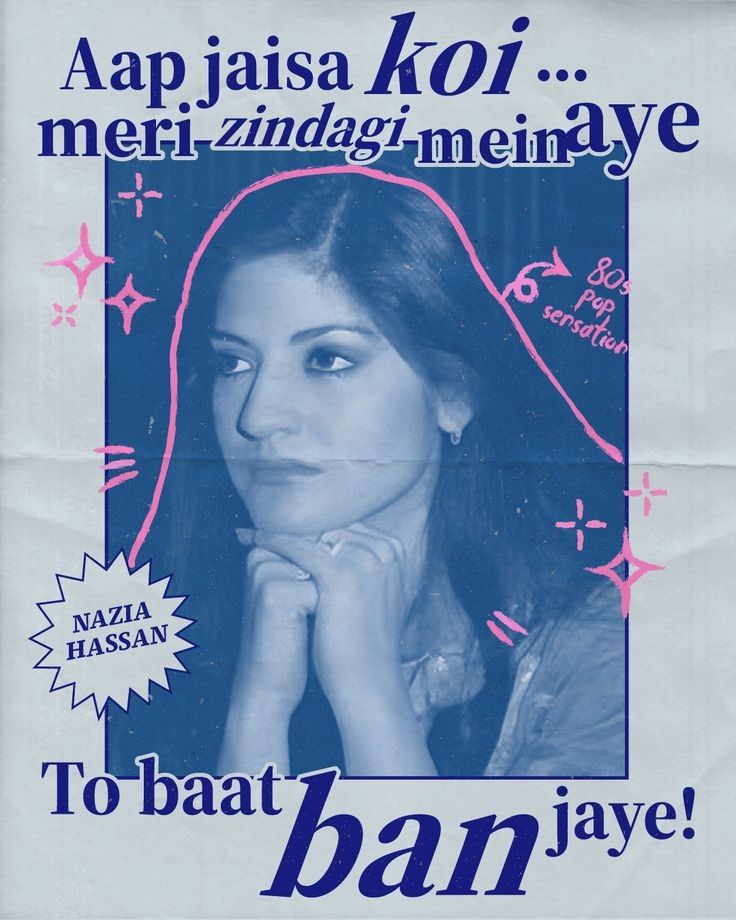 Aap jaisa koi ...
meri zindagi mein aye
80s
pop
sensation
NAZIA
HASSAN
To baat ban jaye!